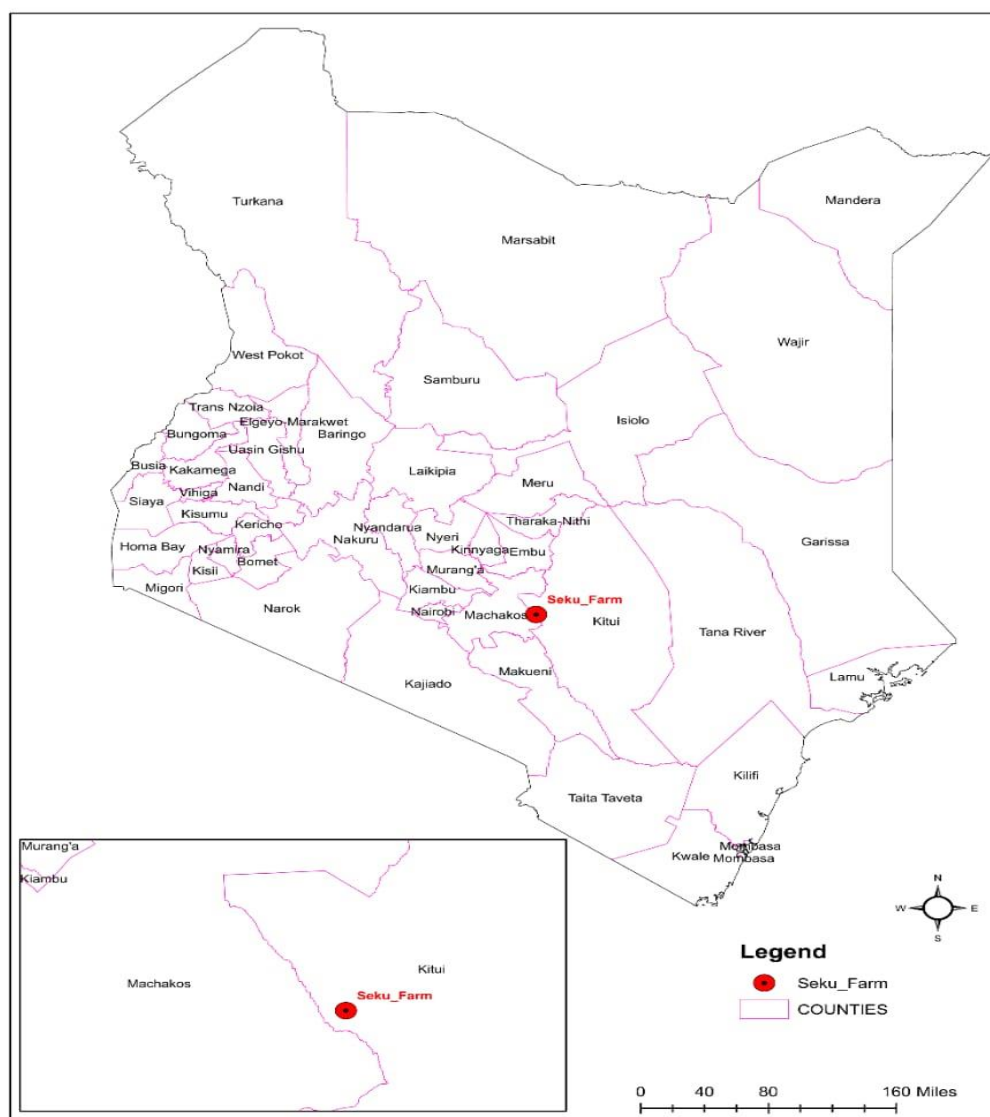 Turkana
Marsabit
Mandera
Wajir
West Pokot
Samburu
Isiolo
Trans Nzoia
Elgeyo-Marakwet
Bungoma
Baringo
Uasin Gishu
Busia
Kakamega
Laikipia
Meru
Vihiga
Nandi
Siaya
Kisumu
Kericho
Nyandarua
Tharaka-Nithi
Nakuru
Nyeri
Garissa
Homa Bay
Nyamira
Kinnyaga
Embu
Bomet
Kisii
Murang'a
Migori
Kiambu
Narok
Seku_Farm
Nairobi
Machakos
Kitui
Tana River
Makueni
Lamu
Kajiado
Kilifi
Taita Taveta
Mombasa
Kwale
Mombasa
Murang'a
Kiambu
Kitui
Machakos
Seku_Farm
N
W E
S
Legend
Seku_Farm
COUNTIES
0 40 80 160 Miles